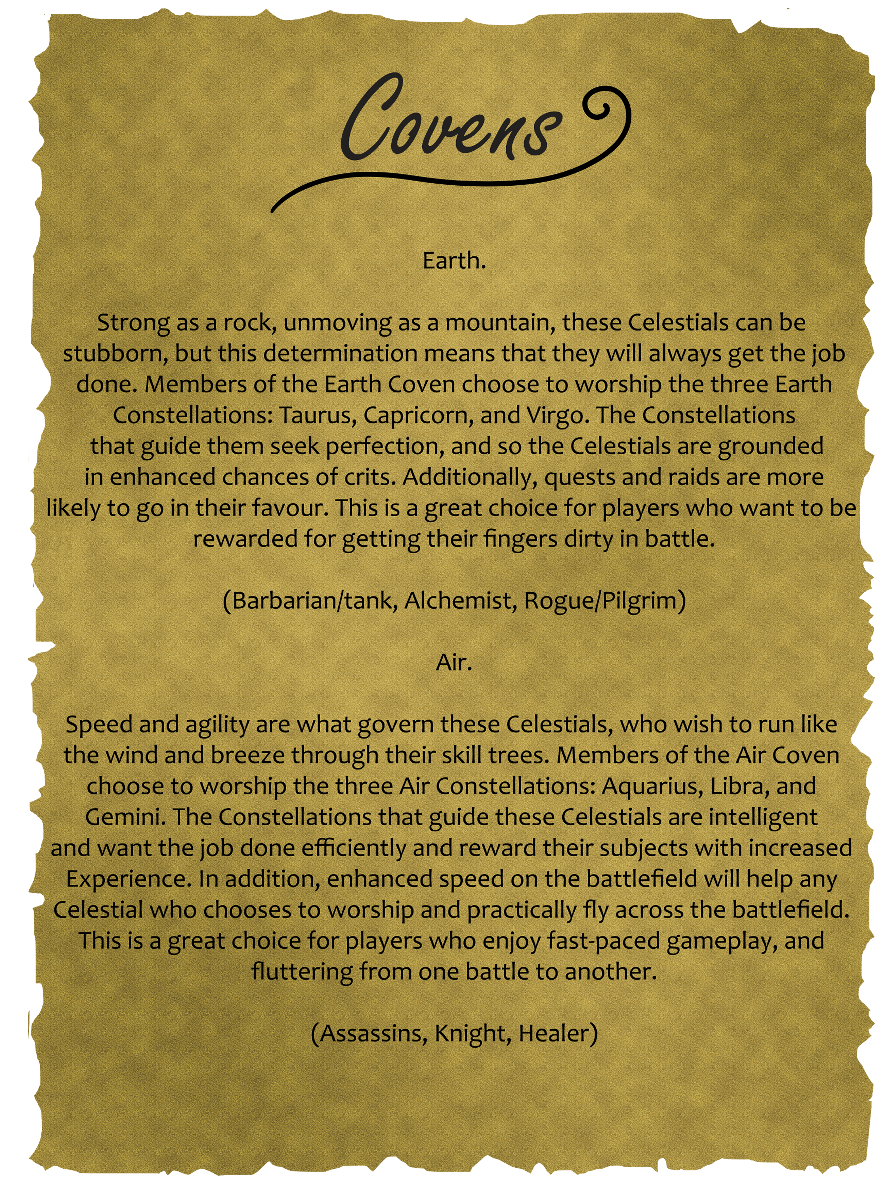 Covens
Earth.
Strong as a rock, unmoving as a mountain, these Celestials can be
stubborn, but this determination means that they will always get the job
done. Members of the Earth Coven choose to worship the three Earth
Constellations: Taurus, Capricorn, and Virgo. The Constellations
that guide them seek perfection, and so the Celestials are grounded
in enhanced chances of crits. Additionally, quests and raids are more
likely to go in their favour. This is a great choice for players who want to be
rewarded for getting their fingers dirty in battle.
(Barbarian/tank, Alchemist, Rogue/Pilgrim)
Air.
Speed and agility are what govern these Celestials, who wish to run like
the wind and breeze through their skill trees. Members of the Air Coven
choose to worship the three Air Constellations: Aquarius, Libra, and
Gemini. The Constellations that guide these Celestials are intelligent
and want the job done efficiently and reward their subjects with increased
Experience. In addition, enhanced speed on the battlefield will help any
Celestial who chooses to worship and practically fly across the battlefield.
This is a great choice for players who enjoy fast-paced gameplay, and
fluttering from one battle to another.
(Assassins, Knight, Healer)